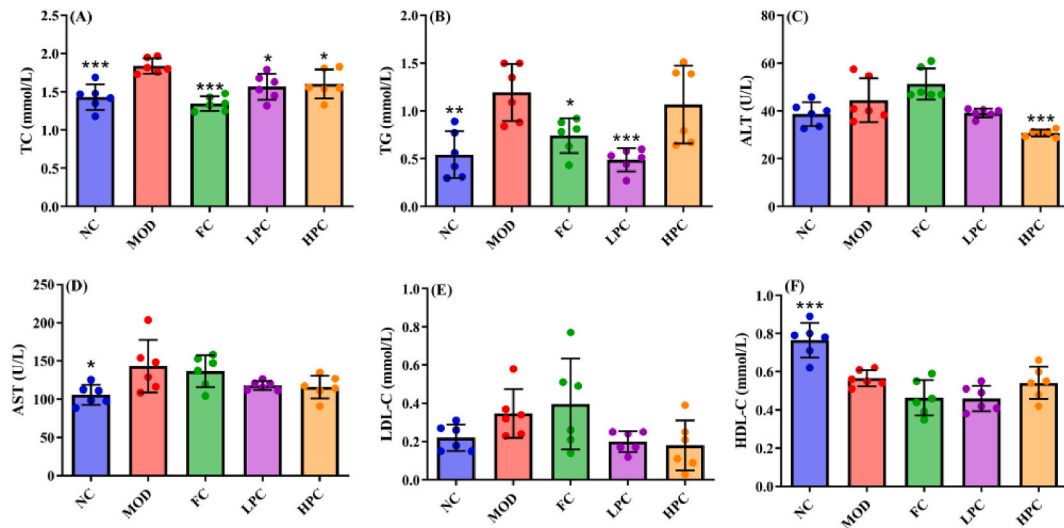 (A)
TC (mmol/L)
2.5
2.0
1.5
1.0
0.5
0.0
***
***
*
*
NC
MOD
FC
LPC
HPC
(B)
TG (mmol/L)
2.0
1.5
1.0
0.5
0.0
**
*
***
NC
MOD
FC
LPC
HPC
(C)
ALT (U/L)
80
60
40
20
0
***
NC
MOD
FC
LPC
HPC
(D)
AST (U/L)
250
200
150
100
50
0
*
NC
MOD
FC
LPC
HPC
(E)
LDL-C (mmol/L)
1.0
0.8
0.6
0.4
0.2
0.0
NC
MOD
FC
LPC
HPC
(F)
HDL-C (mmol/L)
1.0
0.8
0.6
0.4
0.2
0.0
***
NC
MOD
FC
LPC
HPC